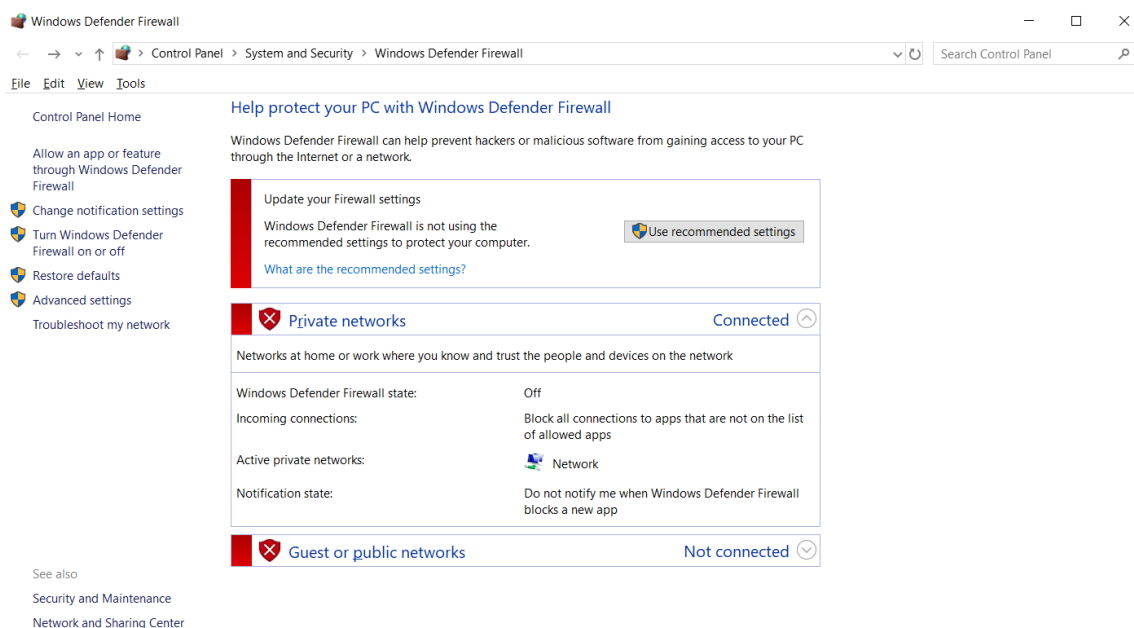 Windows Defender Firewall
Control Panel > System and Security > Windows Defender Firewall
Search Control Panel
File Edit View Tools
Control Panel Home
Allow an app or feature
through Windows Defender
Firewall
Change notification settings
Turn Windows Defender
Firewall on or off
Restore defaults
Advanced settings
Troubleshoot my network
See also
Security and Maintenance
Network and Sharing Center
Help protect your PC with Windows Defender Firewall
Windows Defender Firewall can help prevent hackers or malicious software from gaining access to your PC
through the Internet or a network.
Update your Firewall settings
Windows Defender Firewall is not using the
recommended settings to protect your computer.
Use recommended settings
What are the recommended settings?
Private networks Connected
Networks at home or work where you know and trust the people and devices on the network
Windows Defender Firewall state: Off
Incoming connections: Block all connections to apps that are not on the list
of allowed apps
Active private networks: Network
Notification state: Do not notify me when Windows Defender Firewall
blocks a new app
Guest or public networks Not connected